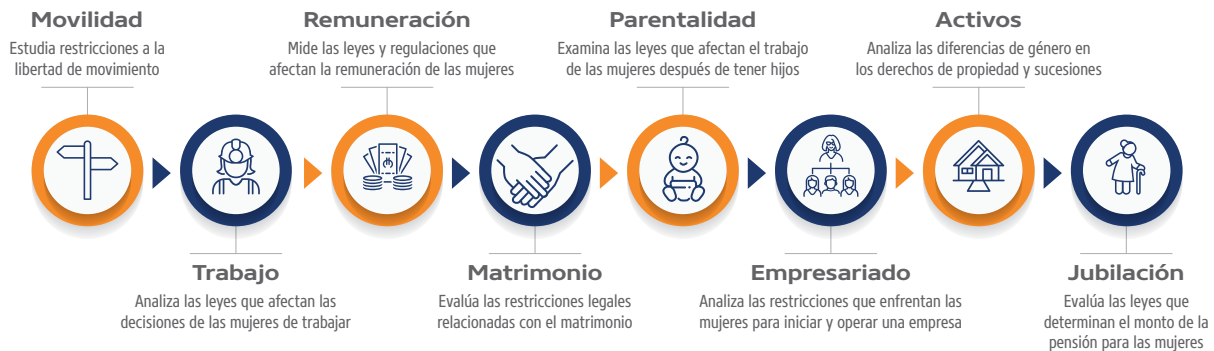 Movilidad
Estudia restricciones a la
libertad de movimiento
Remuneración
Mide las leyes y regulaciones que
afectan la remuneración de las mujeres
Parentalidad
Examina las leyes que afectan el trabajo
de las mujeres después de tener hijos
Activos
Analiza las diferencias de género en
los derechos de propiedad y sucesiones
Trabajo
Analiza las leyes que afectan las
decisiones de las mujeres de trabajar
Matrimonio
Evalúa las restricciones legales
relacionadas con el matrimonio
Empresariado
Analiza las restricciones que enfrentan las
mujeres para iniciar y operar una empresa
Jubilación
Evalúa las leyes que
determinan el monto de la
pensión para las mujeres